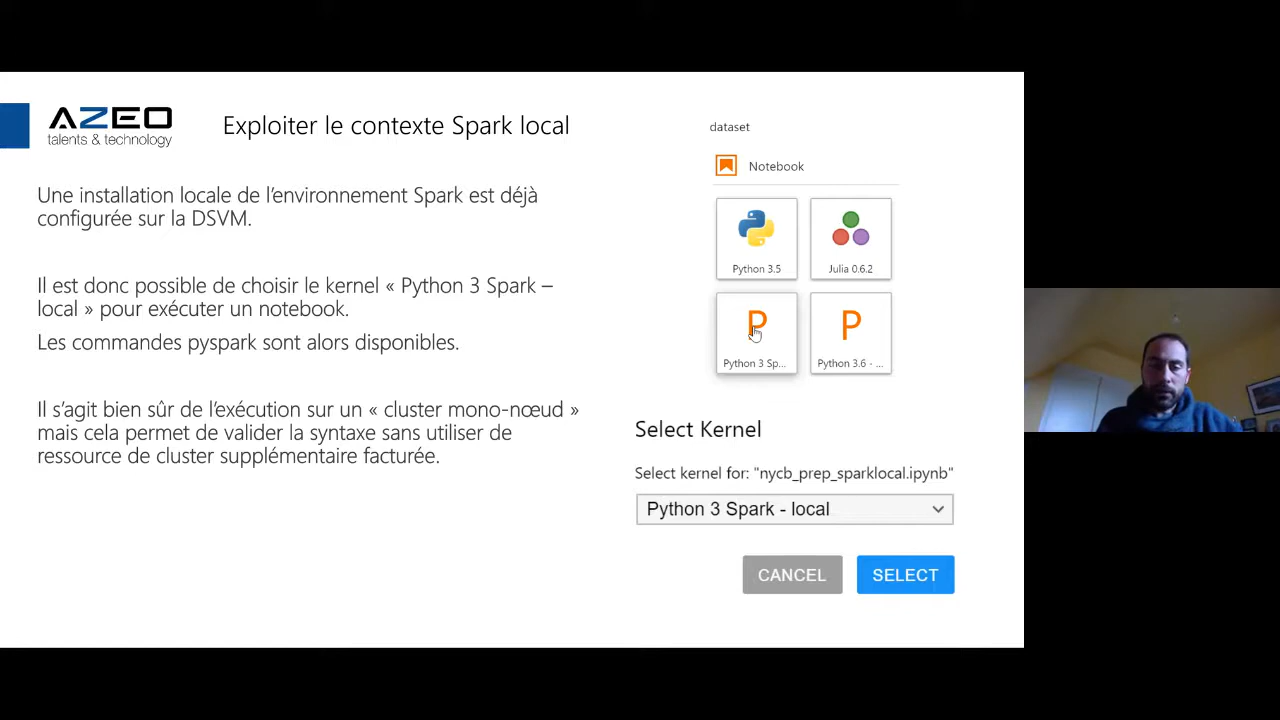 AZEO
talents & technology
Exploiter le contexte Spark local
Une installation locale de l’environnement Spark est déjà
configurée sur la DSVM.
Il est donc possible de choisir le kernel « Python 3 Spark –
local » pour exécuter un notebook.
Les commandes pyspark sont alors disponibles.
Il s’agit bien sûr de l’exécution sur un « cluster mono-nœud »
mais cela permet de valider la syntaxe sans utiliser de
ressource de cluster supplémentaire facturée.
dataset
Notebook
Python 3.5
Julia 0.6.2
P
P
Python 3 Sp...
Python 3.6 - ...
Select Kernel
Select kernel for: "nycb_prep_sparklocal.ipynb"
Python 3 Spark - local
CANCEL
SELECT